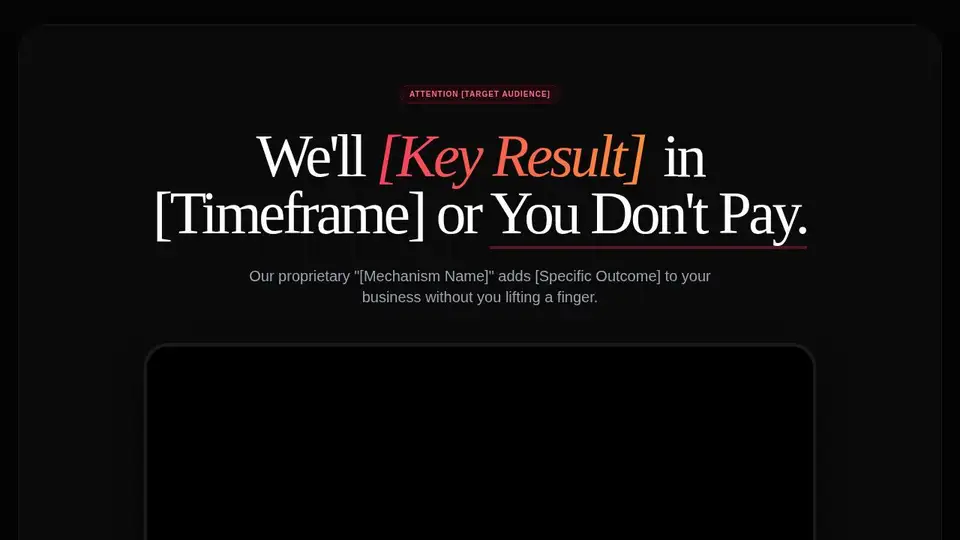 ATTENTION [TARGET AUDIENCE]
We'll [Key Result] in
[Timeframe] or You Don't Pay.
Our proprietary "[Mechanism Name]" adds [Specific Outcome] to your
business without you lifting a finger.